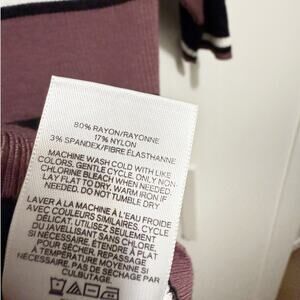 80% RAYON/RAYONNE
17% NYLON
3% SPANDEX/FIBRE ÉLASTHANNE
MACHINE WASH COLD WITH LIKE
COLORS. GENTLE CYCLE. ONLY NON-
CHLORINE BLEACH WHEN NEEDED.
LAY FLAT TO DRY. WARM IRON IF
NEEDED. DO NOT TUMBLE DRY
LAVER À LA MACHINE À L'EAU FROIDE
AVEC COULEURS SIMILAIRES. CYCLE
DÉLICAT. UTILISEZ SEULEMENT
DU JAVELLISANT SANS CHLORE.
SI NÉCESSAIRE. ÉTENDRE À PLAT
POUR SÉCHER. REPASSAGE
À TEMPÉRATURE MOYENNE SI
NÉCESSAIRE. PAS DE SÉCHAGE PAR
CULBUTAGE.